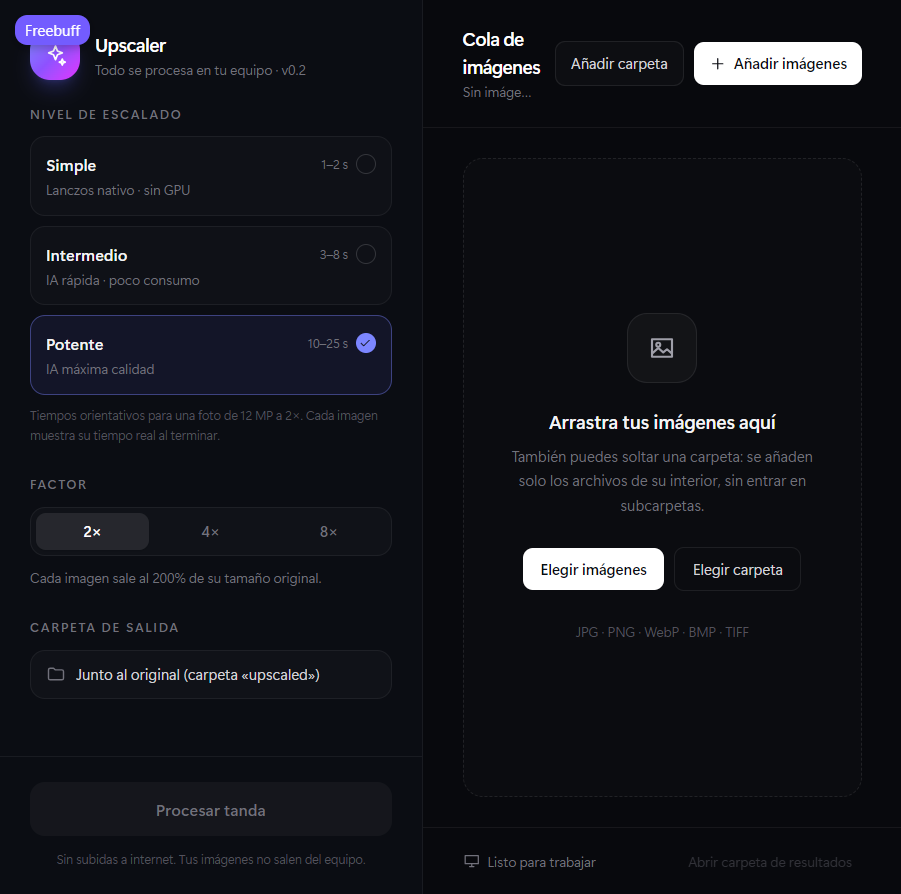 Freebuff
Upscaler
Todo se procesa en tu equipo · v0.2
NIVEL DE ESCALADO
Simple
1–2 s
Lanczos nativo · sin GPU
Intermedio
3–8 s
IA rápida · poco consumo
Potente
10–25 s
IA máxima calidad
Tiempos orientativos para una foto de 12 MP a 2×. Cada imagen
muestra su tiempo real al terminar.
FACTOR
2×
4×
8×
Cada imagen sale al 200% de su tamaño original.
CARPETA DE SALIDA
Junto al original (carpeta «upscaled»)
Procesar tanda
Sin subidas a internet. Tus imágenes no salen del equipo.
Cola de
imágenes
Sin imáge...
Añadir carpeta
+ Añadir imágenes
Arrastra tus imágenes aquí
También puedes soltar una carpeta: se añaden
solo los archivos de su interior, sin entrar en
subcarpetas.
Elegir imágenes
Elegir carpeta
JPG · PNG · WebP · BMP · TIFF
Listo para trabajar
Abrir carpeta de resultados